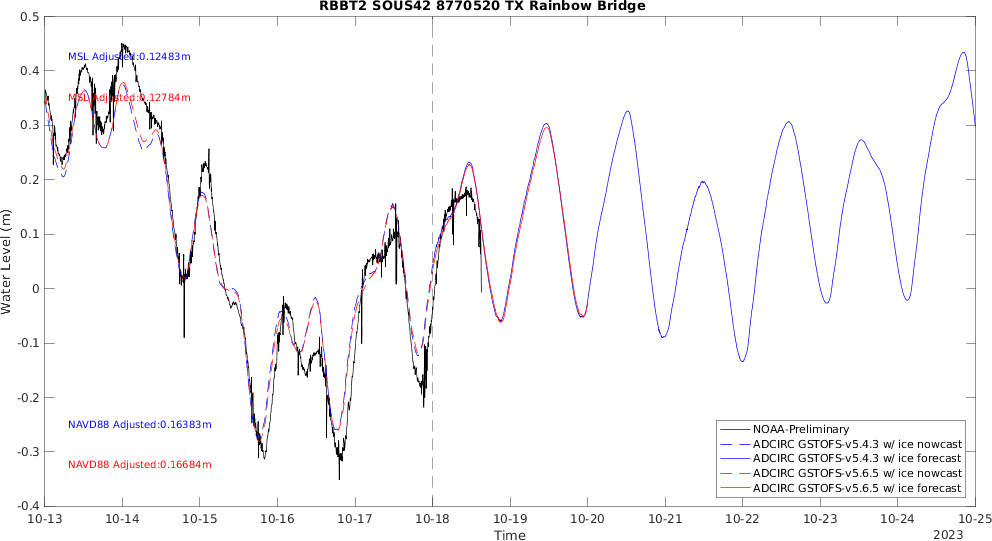 RBBT2 SOUS42 8770520 TX Rainbow Bridge
0.5
0.4
0.3
0.2
0.1
0
-0.1
-0.2
-0.3
-0.4
Water Level (m)
MSL Adjusted:0.12483m
MSL Adjusted:0.12784m
NAVD88 Adjusted:0.16383m
NAVD88 Adjusted:0.16684m
NOAA-Preliminary
ADCIRC GSTOFS-v5.4.3 w/ ice nowcast
ADCIRC GSTOFS-v5.4.3 w/ ice forecast
ADCIRC GSTOFS-v5.6.5 w/ ice nowcast
ADCIRC GSTOFS-v5.6.5 w/ ice forecast
10-13 10-14 10-15 10-16 10-17 10-18 10-19 10-20 10-21 10-22 10-23 10-24 10-25
Time
2023